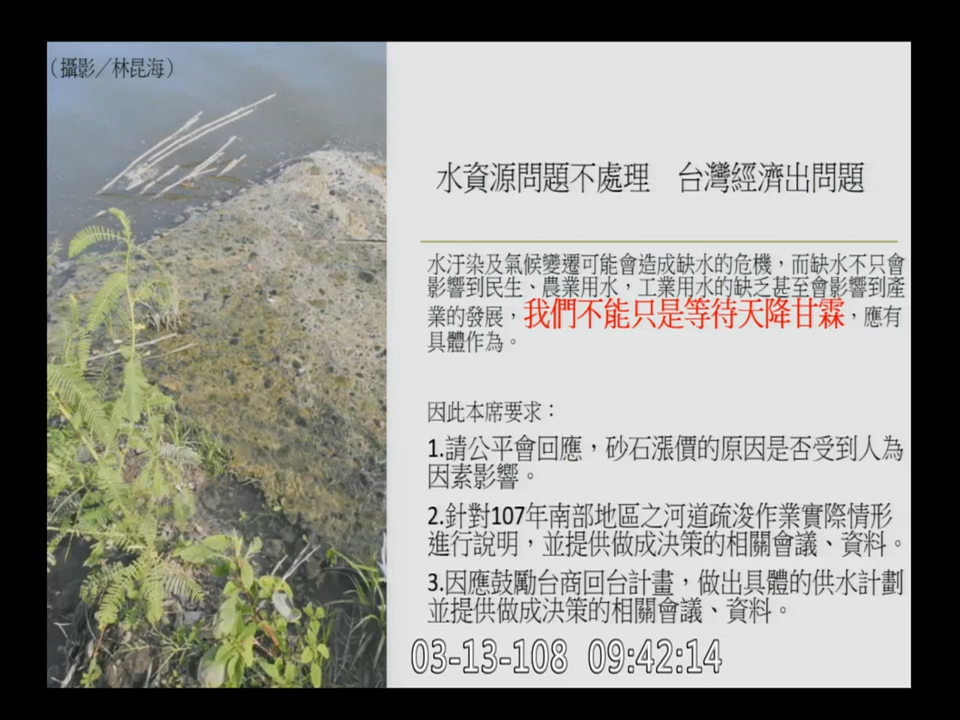 （攝影／林昆海）
水資源問題不處理　台灣經濟出問題
水汙染及氣候變遷可能會造成缺水的危機，而缺水不只會
影響到民生、農業用水，工業用水的缺乏甚至會影響到產
業的發展，我們不能只是等待天降甘霖，應有
具體作為。
因此本席要求：
1.請公平會回應，砂石漲價的原因是否受到人為
因素影響。
2.針對107年南部地區之河道疏浚作業實際情形
進行說明，並提供做成決策的相關會議、資料。
3.因應鼓勵台商回台計畫，做出具體的供水計劃
並提供做成決策的相關會議、資料。
03-13-108 09:42:14